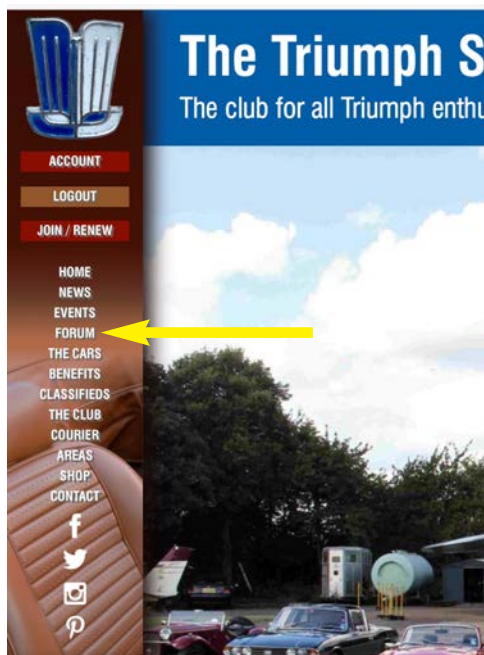 The Triumph S
The club for all Triumph enthu
ACCOUNT
LOGOUT
JOIN / RENEW
HOME
NEWS
EVENTS
FORUM
THE CARS
BENEFITS
CLASSIFIEDS
THE CLUB
COURIER
AREAS
SHOP
CONTACT